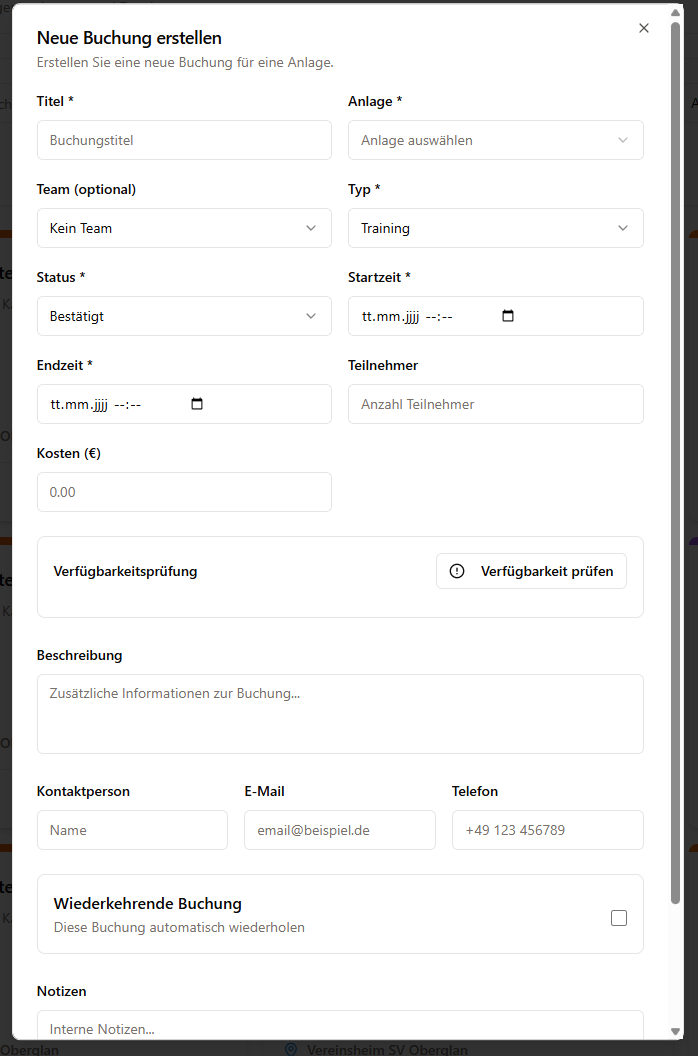 Neue Buchung erstellen
Erstellen Sie eine neue Buchung für eine Anlage.
Titel *
Anlage *
Buchungstitel
Anlage auswählen
Team (optional)
Typ *
Kein Team
Training
Status *
Startzeit *
Bestätigt
tt.mm.jjjj --:--
Endzeit *
Teilnehmer
tt.mm.jjjj --:--
Anzahl Teilnehmer
Kosten (€)
0.00
Verfügbarkeitsprüfung
Verfügbarkeit prüfen
Beschreibung
Zusätzliche Informationen zur Buchung...
Kontaktperson
E-Mail
Telefon
Name
email@beispiel.de
+49 123 456789
Wiederkehrende Buchung
Diese Buchung automatisch wiederholen
Notizen
Interne Notizen...
Oberglan
Vereinsheim SV Oberglan